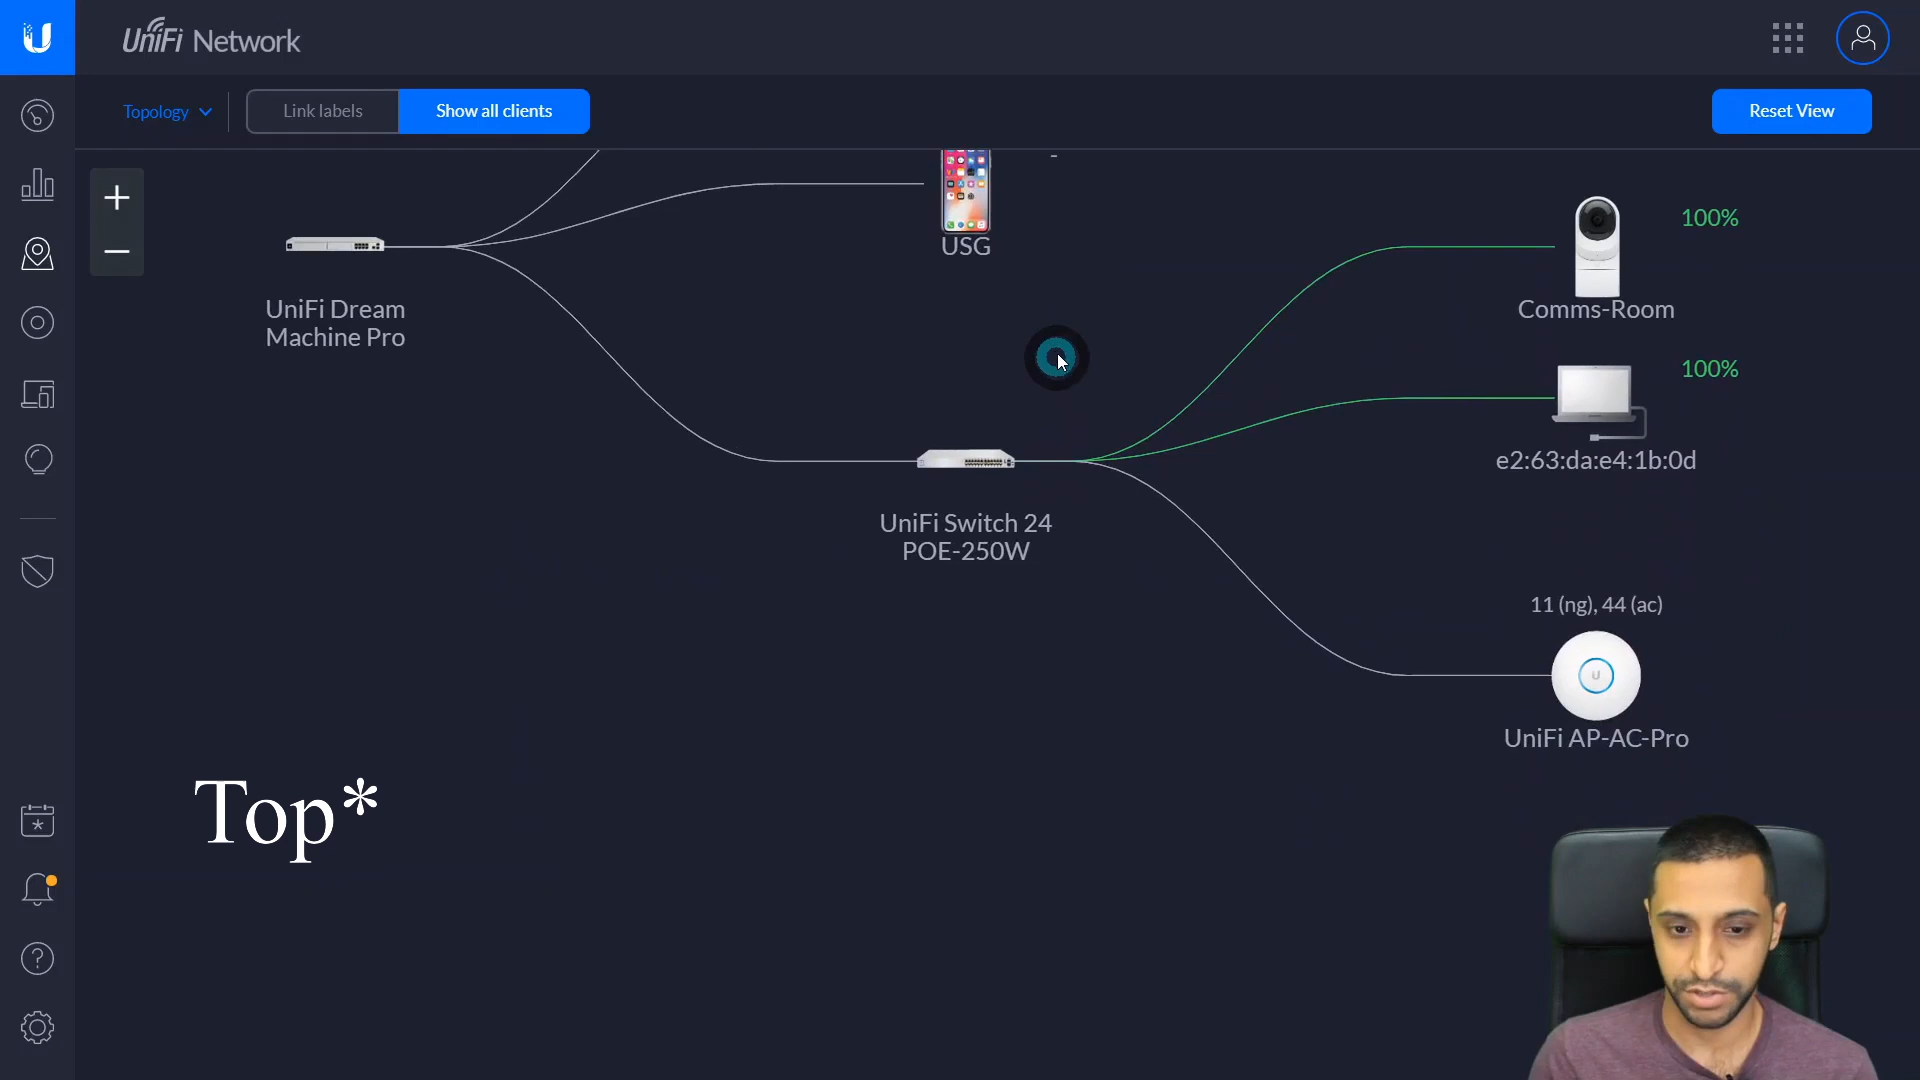 UniFi Network
Topology
Link labels
Show all clients
Reset View
-
USG
100%
UniFi Dream
Machine Pro
Comms-Room
100%
e2:63:da:e4:1b:0d
UniFi Switch 24
POE-250W
11 (ng), 44 (ac)
U
UniFi AP-AC-Pro
Top*